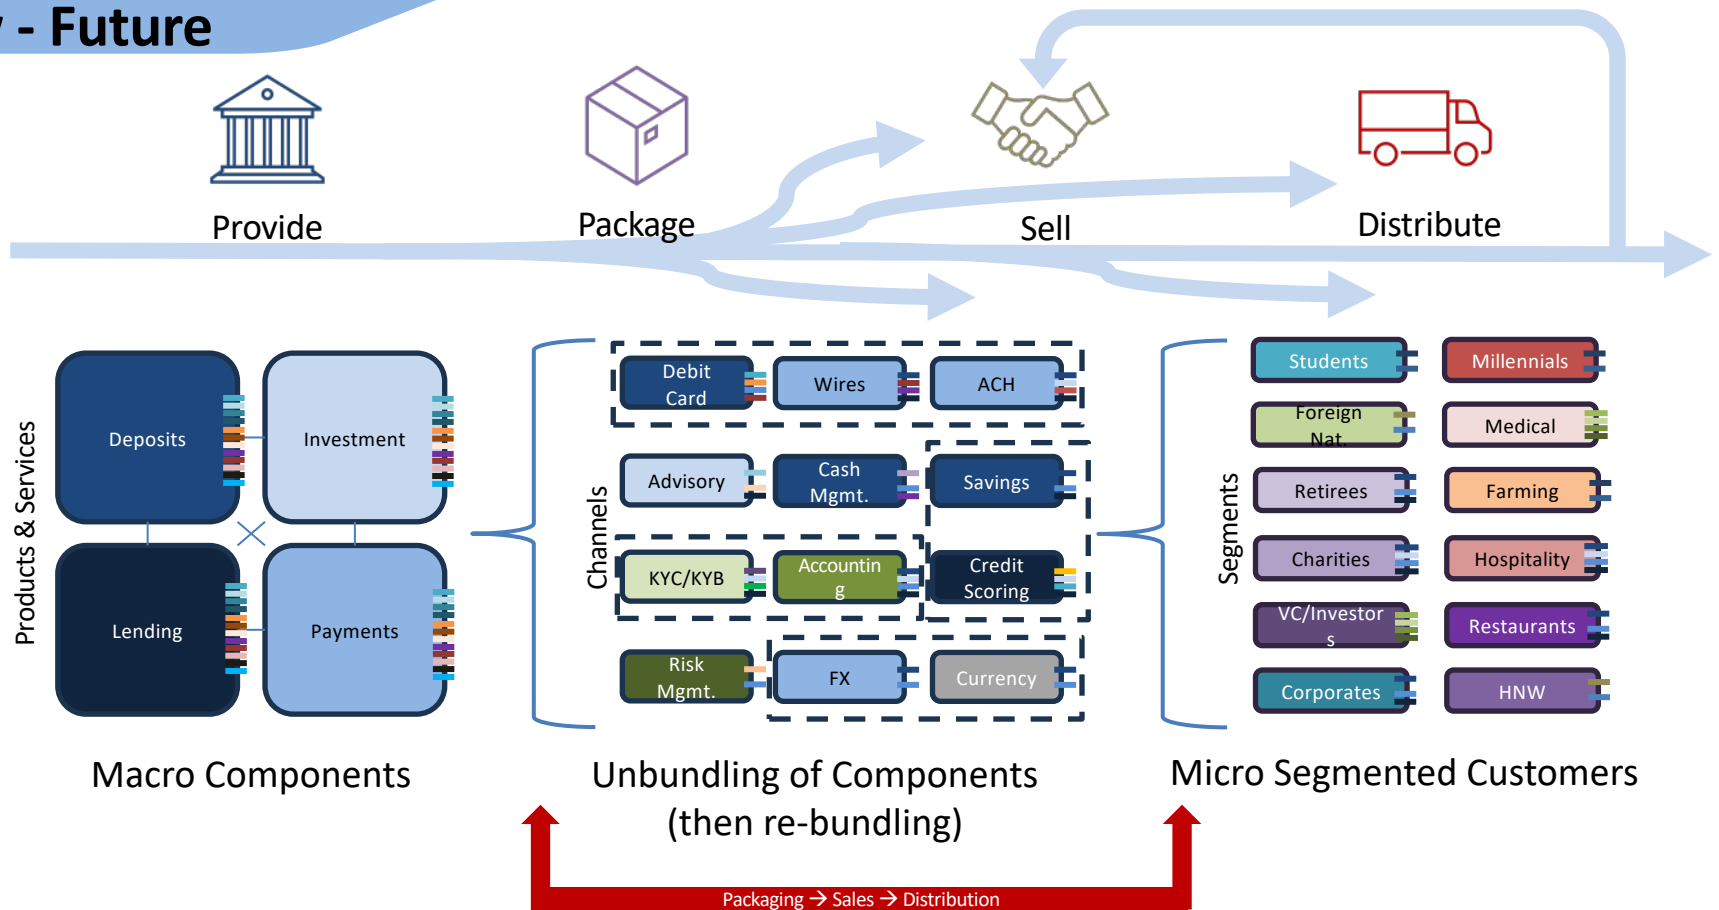 - Future
Provide
Package
Sell
Distribute
Products & Services
Deposits
Investment
Lending
Payments
Macro Components
Channels
Debit
Card
Wires
ACH
Advisory
Cash
Mgmt.
Savings
KYC/KYB
Accountin
g
Credit
Scoring
Risk
Mgmt.
FX
Currency
Unbundling of Components
(then re-bundling)
Segments
Students
Millennials
Foreign
Nat.
Medical
Retirees
Farming
Charities
Hospitality
VC/Investor
s
Restaurants
Corporates
HNW
Micro Segmented Customers
Packaging → Sales → Distribution